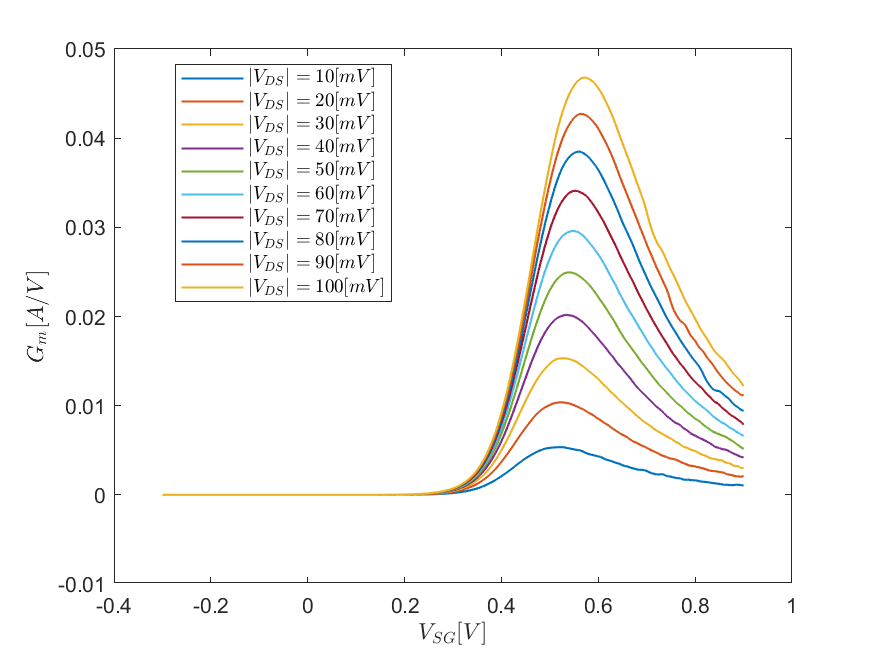 0.05
0.04
0.03
0.02
0.01
0
-0.01
G_m[A/V]
|V_DS| = 10[mV]
|V_DS| = 20[mV]
|V_DS| = 30[mV]
|V_DS| = 40[mV]
|V_DS| = 50[mV]
|V_DS| = 60[mV]
|V_DS| = 70[mV]
|V_DS| = 80[mV]
|V_DS| = 90[mV]
|V_DS| = 100[mV]
-0.4 -0.2 0 0.2 0.4 0.6 0.8 1
V_SG[V]